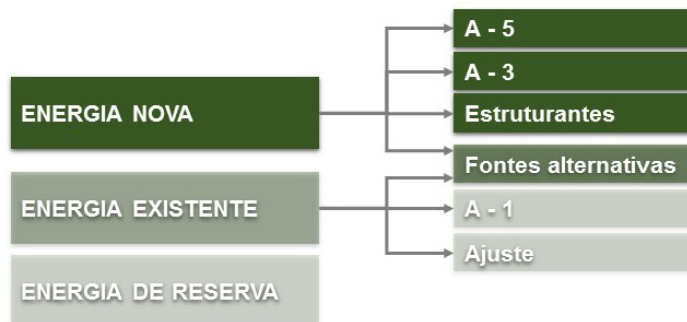 ENERGIA NOVA
ENERGIA EXISTENTE
ENERGIA DE RESERVA
A - 5
A - 3
Estruturantes
Fontes alternativas
A - 1
Ajuste